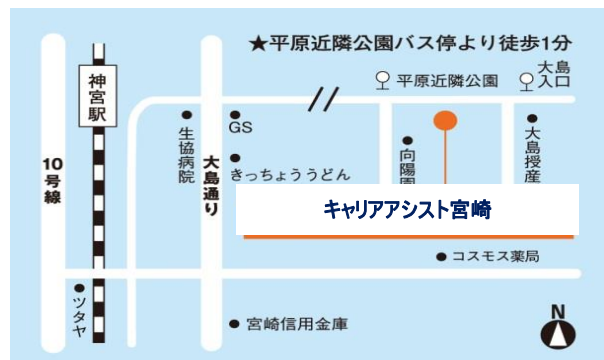 ★平原近隣公園バス停より徒歩1分
大島
入口
平原近隣公園
神宮駅
GS
生協病院
大島通り
きっちょううどん
向陽園
大島授産
10号線
キャリアアシスト宮崎
コスモス薬局
ツタヤ
宮崎信用金庫
N